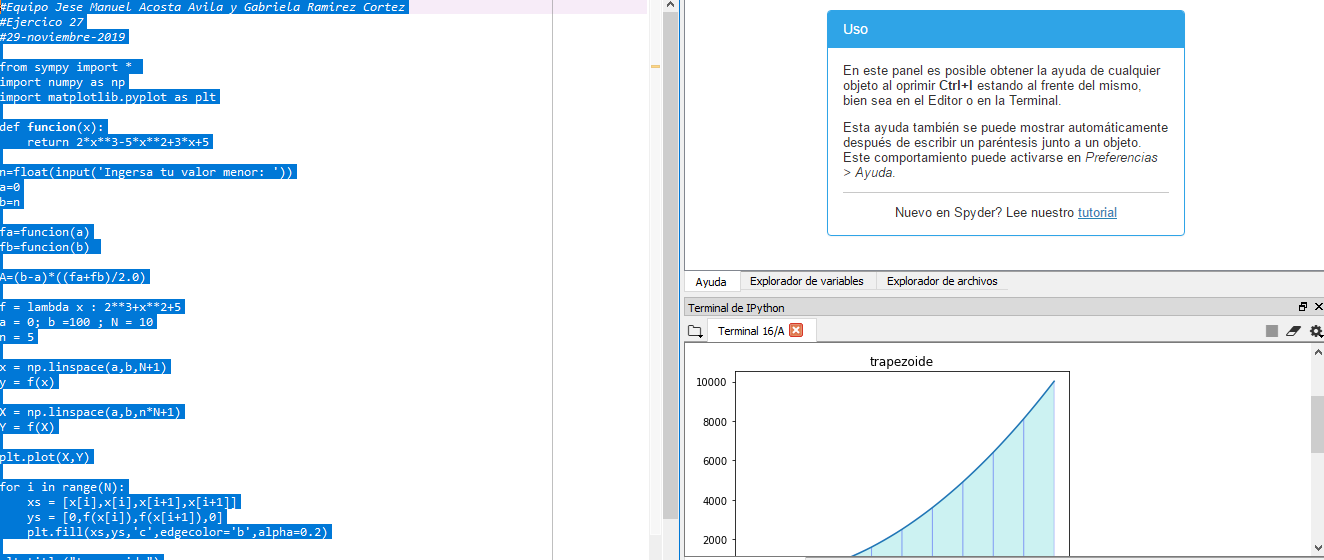 #Equipo Jese Manuel Acosta Avila y Gabriela Ramirez Cortez
#Ejercico 27
#29-noviembre-2019
from sympy import *
import numpy as np
import matplotlib.pyplot as plt
def funcion(x):
return 2*x**3-5*x**2+3*x+5
n=float(input('Ingersa tu valor menor: '))
a=0
b=n
fa=funcion(a)
fb=funcion(b)
A=(b-a)*((fa+fb)/2.0)
f = lambda x : 2**3+x**2+5
a = 0; b =100 ; N = 10
n = 5
x = np.linspace(a,b,N+1)
y = f(x)
X = np.linspace(a,b,n*N+1)
Y = f(X)
plt.plot(X,Y)
for i in range(N):
xs = [x[i],x[i],x[i+1],x[i+1]]
ys = [0,f(x[i]),f(x[i+1]),0]
plt.fill(xs,ys,'c',edgecolor='b',alpha=0.2)
Uso
En este panel es posible obtener la ayuda de cualquier
objeto al oprimir Ctrl+I estando al frente del mismo,
bien sea en el Editor o en la Terminal.
Esta ayuda también se puede mostrar automáticamente
después de escribir un paréntesis junto a un objeto.
Este comportamiento puede activarse en Preferencias
> Ayuda.
Nuevo en Spyder? Lee nuestro tutorial
Ayuda Explorador de variables Explorador de archivos
Terminal de IPython
Terminal 16/A
trapezoide
10000
8000
6000
4000
2000